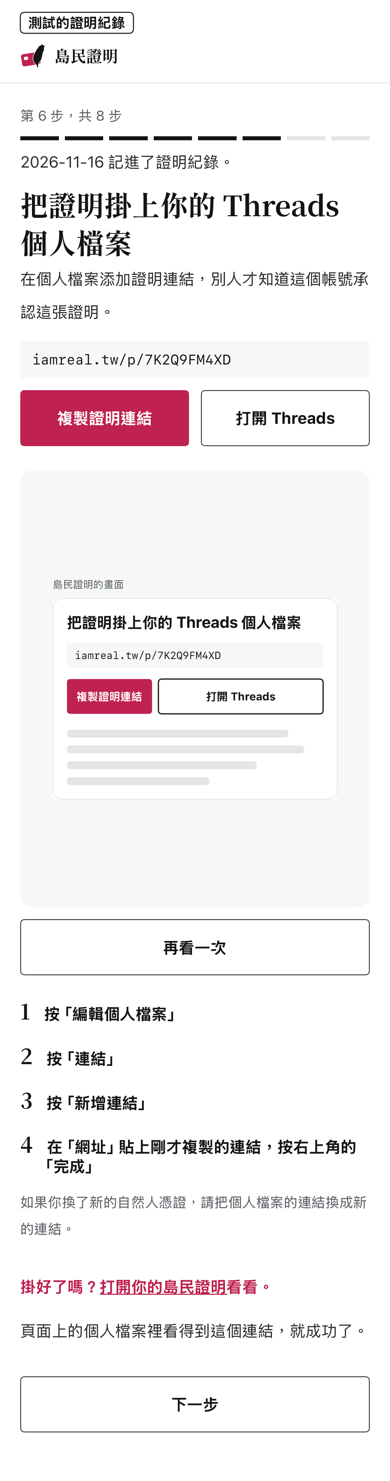 測試的證明紀錄
島民證明
第 6 步，共 8 步
2026-11-16 記進了證明紀錄。
把證明掛上你的 Threads
個人檔案
在個人檔案添加證明連結，別人才知道這個帳號承
認這張證明。
iamreal.tw/p/7K2Q9FM4XD
複製證明連結 打開 Threads
島民證明的畫面
把證明掛上你的 Threads 個人檔案
iamreal.tw/p/7K2Q9FM4XD
複製證明連結 打開 Threads
再看一次
1 按「編輯個人檔案」
2 按「連結」
3 按「新增連結」
4 在「網址」貼上剛才複製的連結，按右上角的
「完成」
如果你換了新的自然人憑證，請把個人檔案的連結換成新
的連結。
掛好了嗎？打開你的島民證明看看。
頁面上的個人檔案裡看得到這個連結，就成功了。
下一步